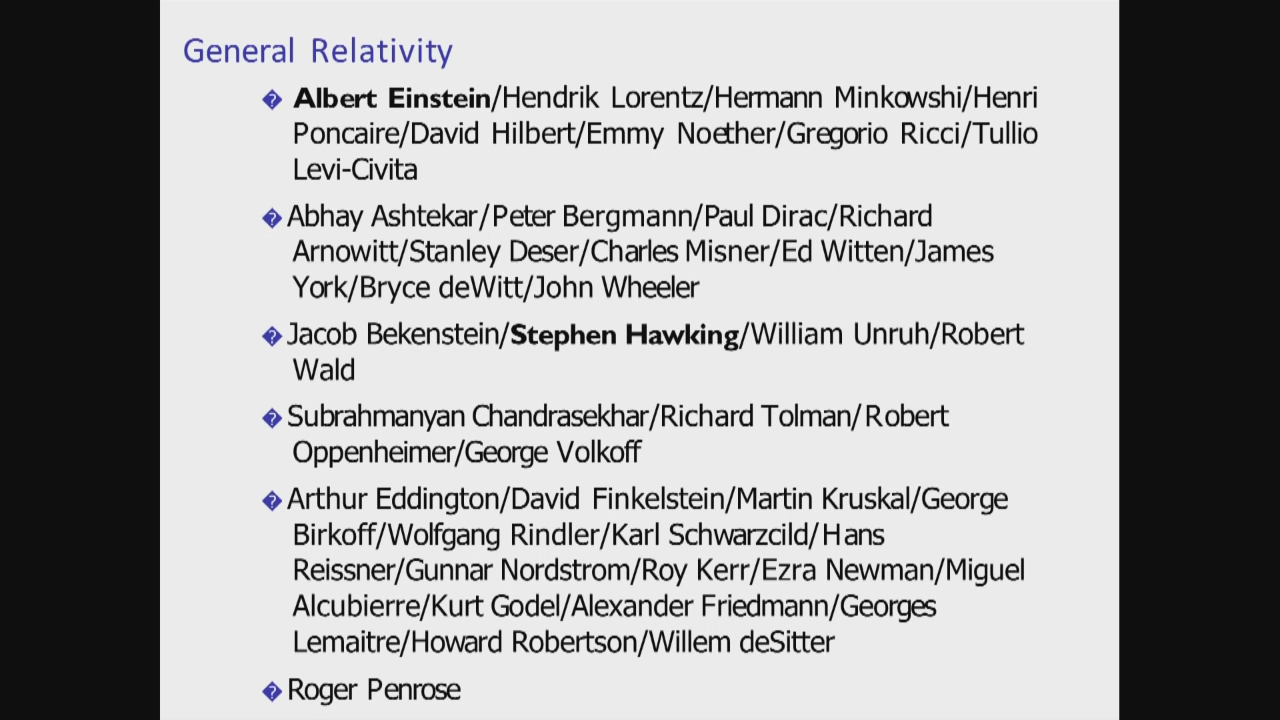 General Relativity
Albert Einstein/Hendrik Lorentz/Hermann Minkowshi/Henri
Poncaire/David Hilbert/Emmy Noether/Gregorio Ricci/Tullio
Levi-Civita
Abhay Ashtekar/Peter Bergmann/Paul Dirac/Richard
Arnowitt/Stanley Deser/Charles Misner/Ed Witten/James
York/Bryce deWitt/John Wheeler
Jacob Bekenstein/Stephen Hawking/William Unruh/Robert
Wald
Subrahmanyan Chandrasekhar/Richard Tolman/Robert
Oppenheimer/George Volkoff
Arthur Eddington/David Finkelstein/Martin Kruskal/George
Birkoff/Wolfgang Rindler/Karl Schwarzcild/Hans
Reissner/Gunnar Nordstrom/Roy Kerr/Ezra Newman/Miguel
Alcubierre/Kurt Godel/Alexander Friedmann/Georges
Lemaitre/Howard Robertson/Willem deSitter
Roger Penrose